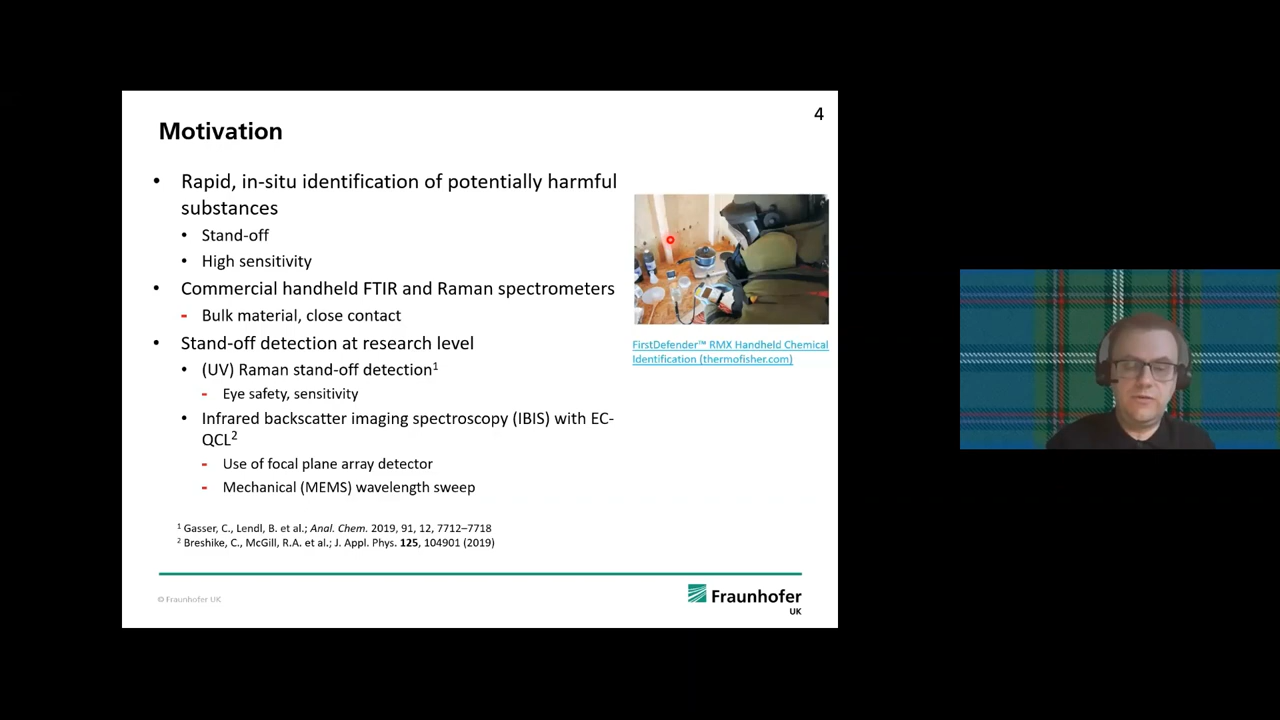 4
Motivation
• Rapid, in-situ identification of potentially harmful
substances
• Stand-off
• High sensitivity
• Commercial handheld FTIR and Raman spectrometers
- Bulk material, close contact
• Stand-off detection at research level
• (UV) Raman stand-off detection¹
- Eye safety, sensitivity
• Infrared backscatter imaging spectroscopy (IBIS) with EC-
QCL²
- Use of focal plane array detector
- Mechanical (MEMS) wavelength sweep
FirstDefender™ RMX Handheld Chemical
Identification (thermofisher.com)
¹ Gasser, C., Lendl, B. et al.; Anal. Chem. 2019, 91, 12, 7712–7718
² Breshike, C., McGill, R.A. et al.; J. Appl. Phys. 125, 104901 (2019)
© Fraunhofer UK
Fraunhofer
UK